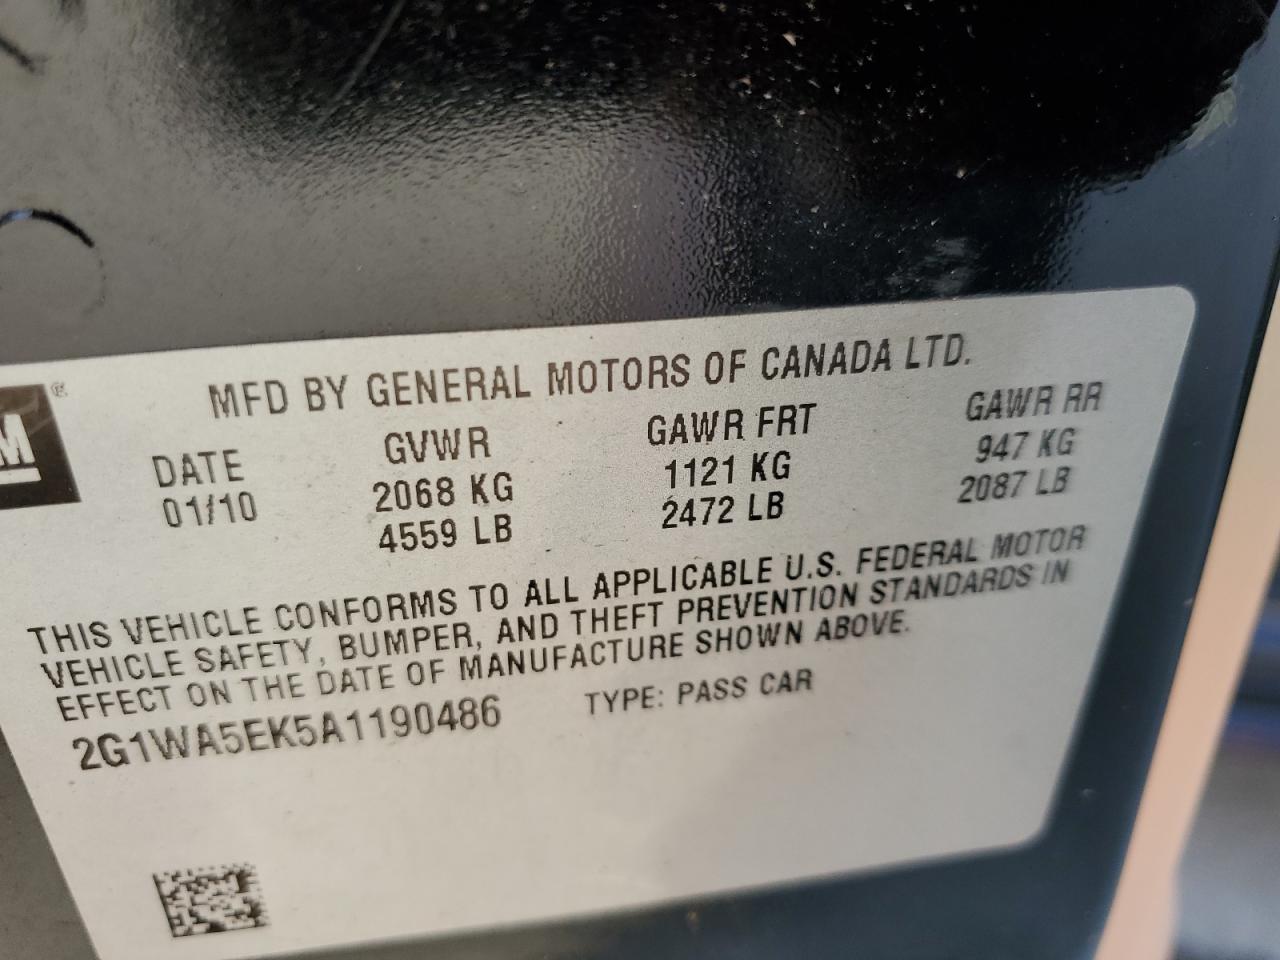 M ®
MFD BY GENERAL MOTORS OF CANADA LTD.
DATE GVWR GAWR FRT GAWR RR
01/10 2068 KG 1121 KG 947 KG
4559 LB 2472 LB 2087 LB
THIS VEHICLE CONFORMS TO ALL APPLICABLE U.S. FEDERAL MOTOR
VEHICLE SAFETY, BUMPER, AND THEFT PREVENTION STANDARDS IN
EFFECT ON THE DATE OF MANUFACTURE SHOWN ABOVE.
2G1WA5EK5A1190486 TYPE: PASS CAR